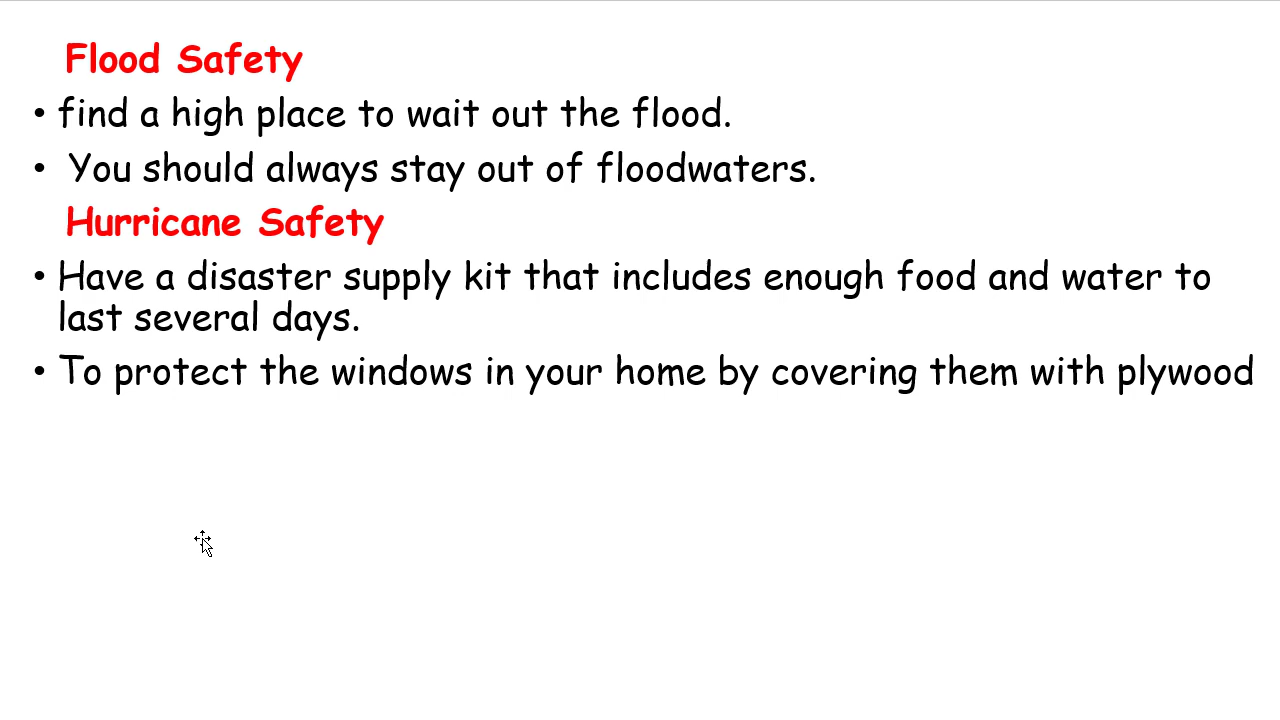 Flood Safety
• find a high place to wait out the flood.
• You should always stay out of floodwaters.
Hurricane Safety
• Have a disaster supply kit that includes enough food and water to
last several days.
• To protect the windows in your home by covering them with plywood